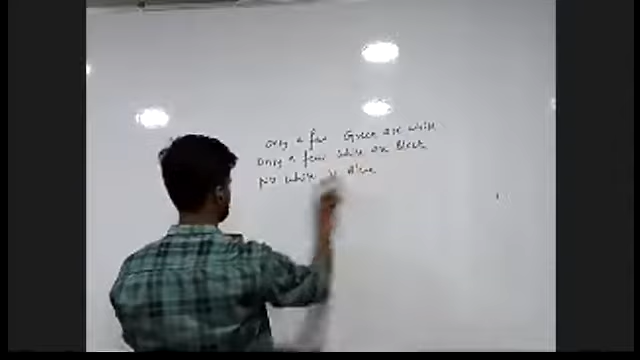 Only a few Green are white
Only a few white are Black
No white is Blue